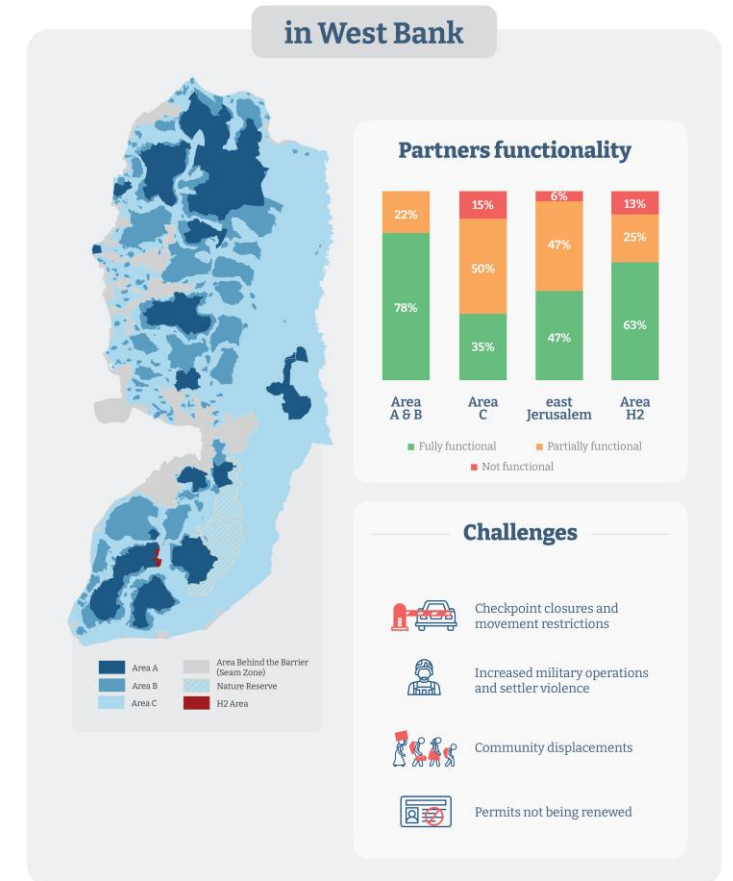 in West Bank
Partners functionality
22%
78%
15%
50%
35%
6%
47%
47%
13%
25%
63%
Area
A & B
Area
C
east
Jerusalem
Area
H2
Fully functional
Partially functional
Not functional
Challenges
Checkpoint closures and
movement restrictions
Increased military operations
and settler violence
Community displacements
Permits not being renewed
Area A
Area B
Area C
Area Behind the Barrier
(Seam Zone)
Nature Reserve
H2 Area